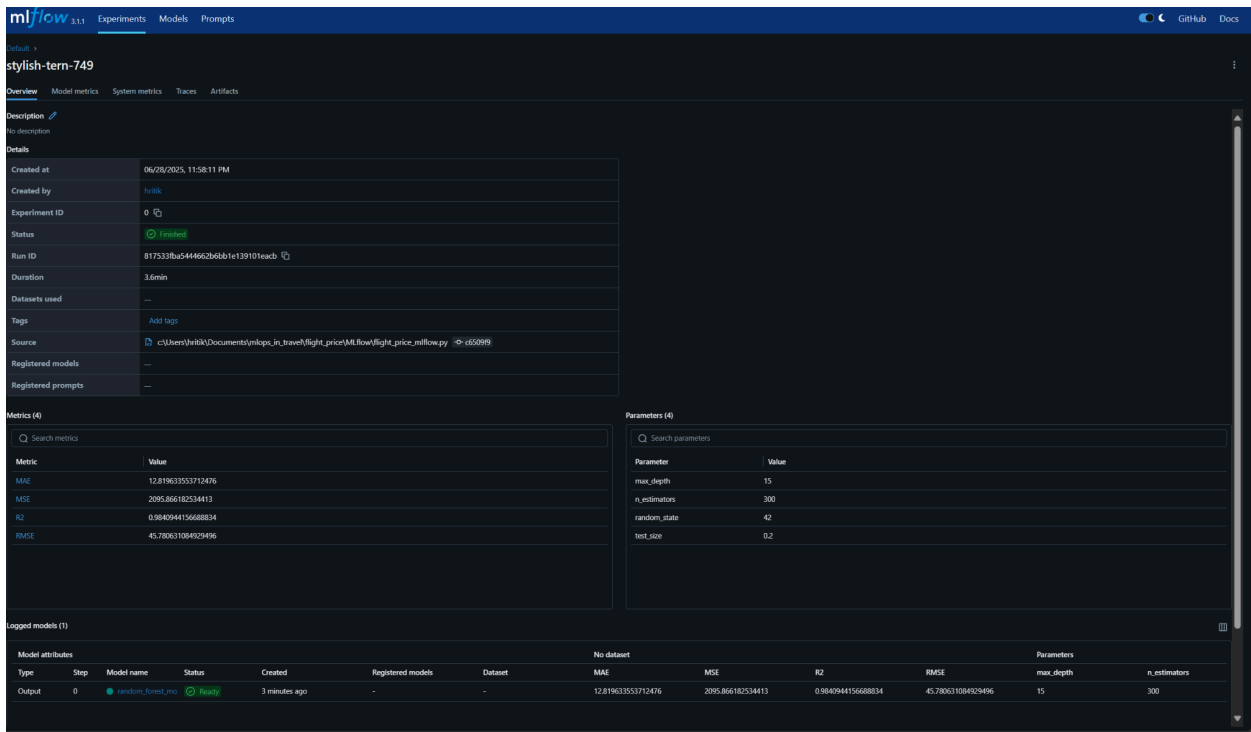 mlflow 3.1.1 Experiments Models Prompts GitHub Docs
Default >
stylish-tern-749
Overview Model metrics System metrics Traces Artifacts
Description
No description
Details
Created at 06/28/2025, 11:58:11 PM
Created by hritik
Experiment ID 0
Status Finished
Run ID 817533fba5444662b6bb1e139101eacb
Duration 3.6min
Datasets used —
Tags Add tags
Source c:\Users\hritik\Documents\mlops_in_travel\flight_price\MLflow\flight_price_mlflow.py c6509f9
Registered models —
Registered prompts —
Metrics (4) Parameters (4)
Search metrics Search parameters
Metric Value Parameter Value
MAE 12.819633553712476 max_depth 15
MSE 2095.866182534413 n_estimators 300
R2 0.9840944156688834 random_state 42
RMSE 45.780631084929496 test_size 0.2
Logged models (1)
Model attributes No dataset Parameters
Type Step Model name Status Created Registered models Dataset MAE MSE R2 RMSE max_depth n_estimators
Output 0 random_forest_mo Ready 3 minutes ago - - 12.819633553712476 2095.866182534413 0.9840944156688834 45.780631084929496 15 300